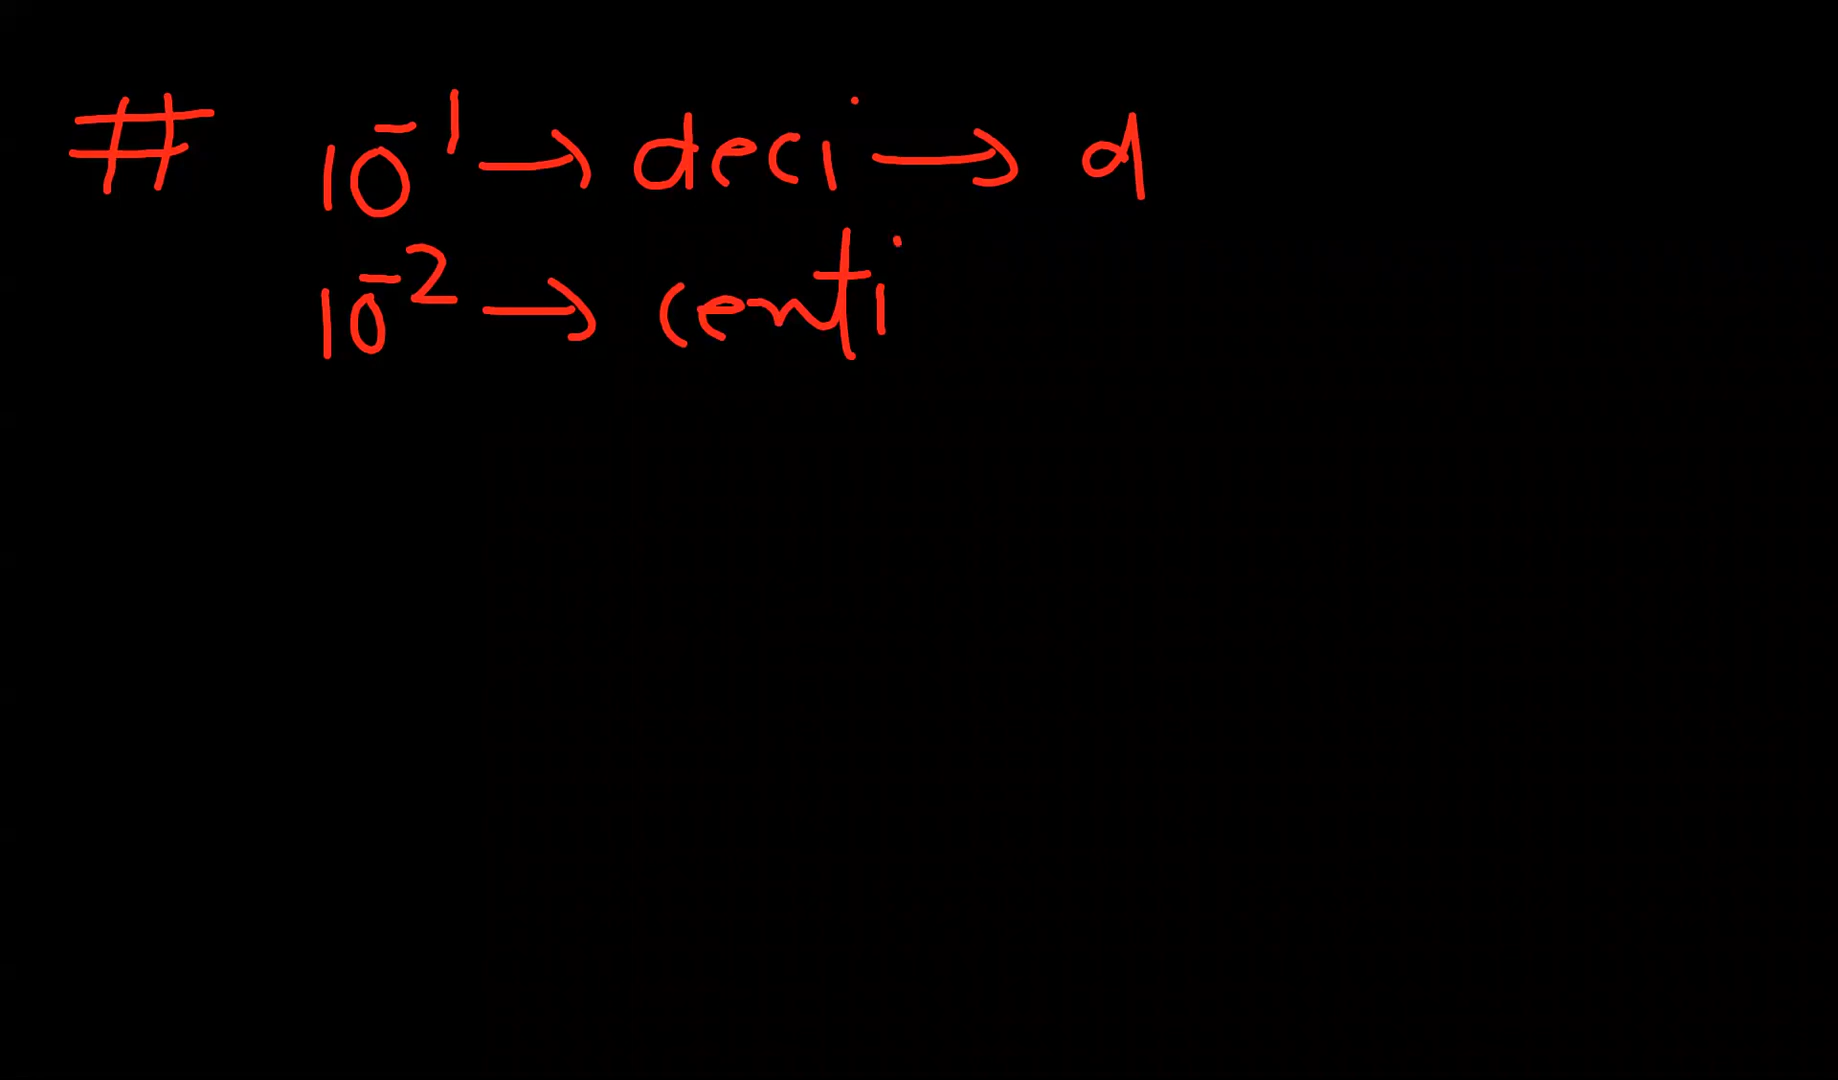 # 10⁻¹ → deci → d
10⁻² → centi